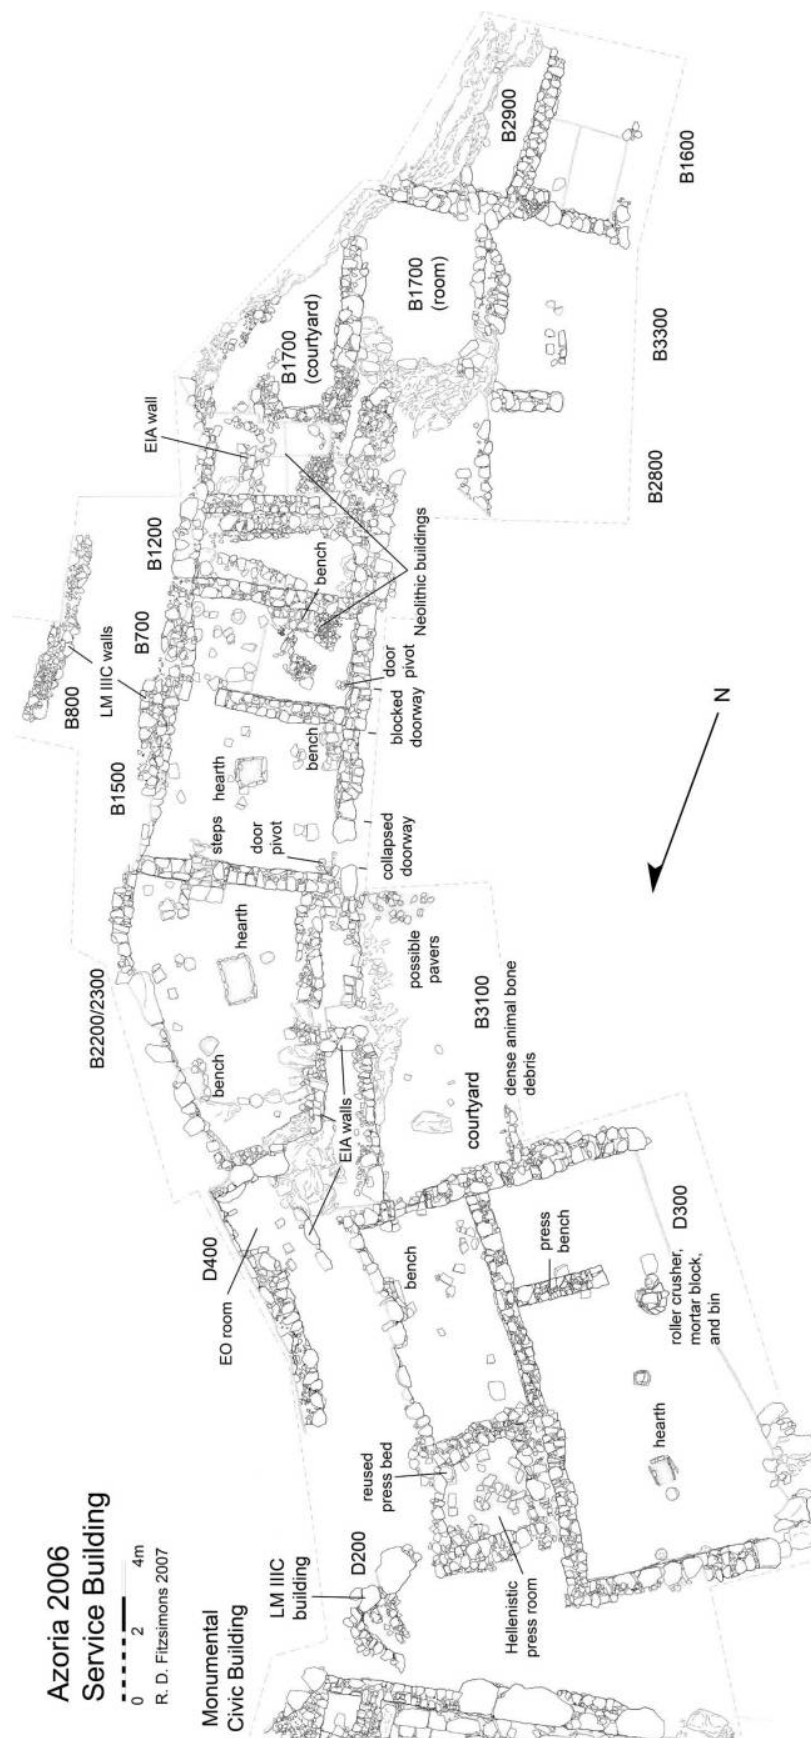 Azoria 2006
Service Building
0 2 4m
R. D. Fitzsimons 2007
Monumental
Civic Building
LM IIIC
building
D200
Hellenistic
press room
reused
press bed
EO room
D400
bench
press
bench
hearth
roller crusher,
mortar block,
and bin
D300
EIA walls
courtyard
dense animal bone
debris
B3100
possible
pavers
B2200/2300
bench
hearth
steps
door
pivot
collapsed
doorway
B1500
hearth
bench
blocked
doorway
door
pivot
B800
LM IIIC walls
B700
B1200
bench
Neolithic buildings
EIA wall
B1700
(courtyard)
B1700
(room)
B2900
B2800
B3300
B1600
N